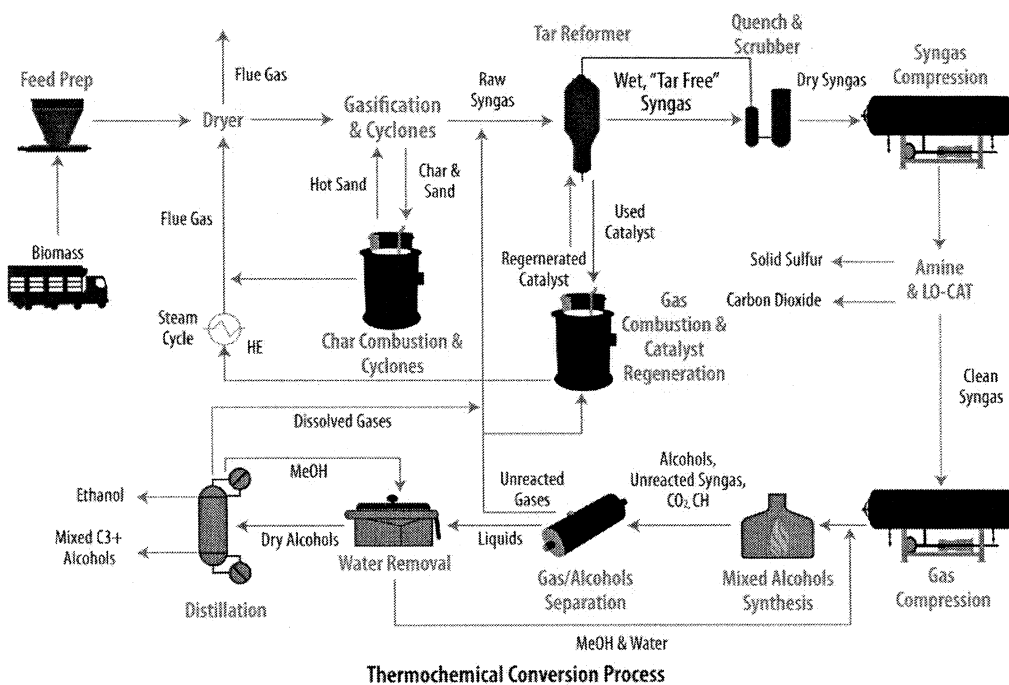 Tar Reformer
Quench &
Scrubber
Syngas
Compression
Feed Prep
Flue Gas
Dryer
Gasification
& Cyclones
Raw
Syngas
Wet, "Tar Free"
Syngas
Dry Syngas
Hot Sand
Char &
Sand
Used
Catalyst
Regernerated
Catalyst
Flue Gas
Biomass
Solid Sulfur
Carbon Dioxide
Amine
& LO-CAT
Steam
Cycle
HE
Char Combustion &
Cyclones
Gas
Combustion &
Catalyst
Regeneration
Clean
Syngas
Dissolved Gases
MeOH
Unreacted
Gases
Alcohols,
Unreacted Syngas,
CO2, CH
Ethanol
Mixed C3+
Alcohols
Dry Alcohols
Liquids
Water Removal
Distillation
Gas/Alcohols
Separation
Mixed Alcohols
Synthesis
Gas
Compression
MeOH & Water
Thermochemical Conversion Process